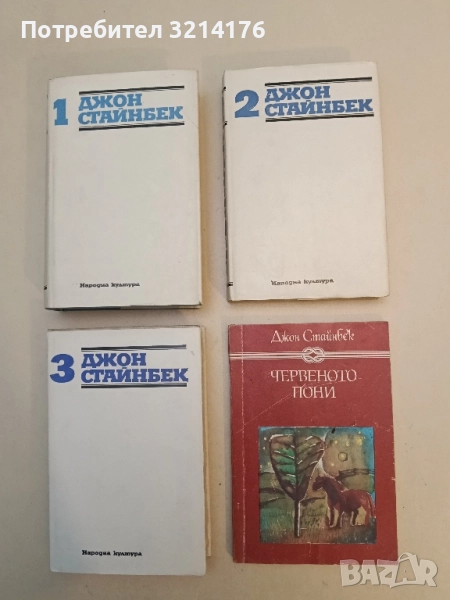 Потребител 3214176
1 ДЖОН
СТАЙНБЕК
Народна култура
2 ДЖОН
СТАЙНБЕК
Народна култура
3 ДЖОН
СТАЙНБЕК
Народна култура
Джон Стайнбек
ЧЕРВЕНОТО
ПОНИ
BAZAR